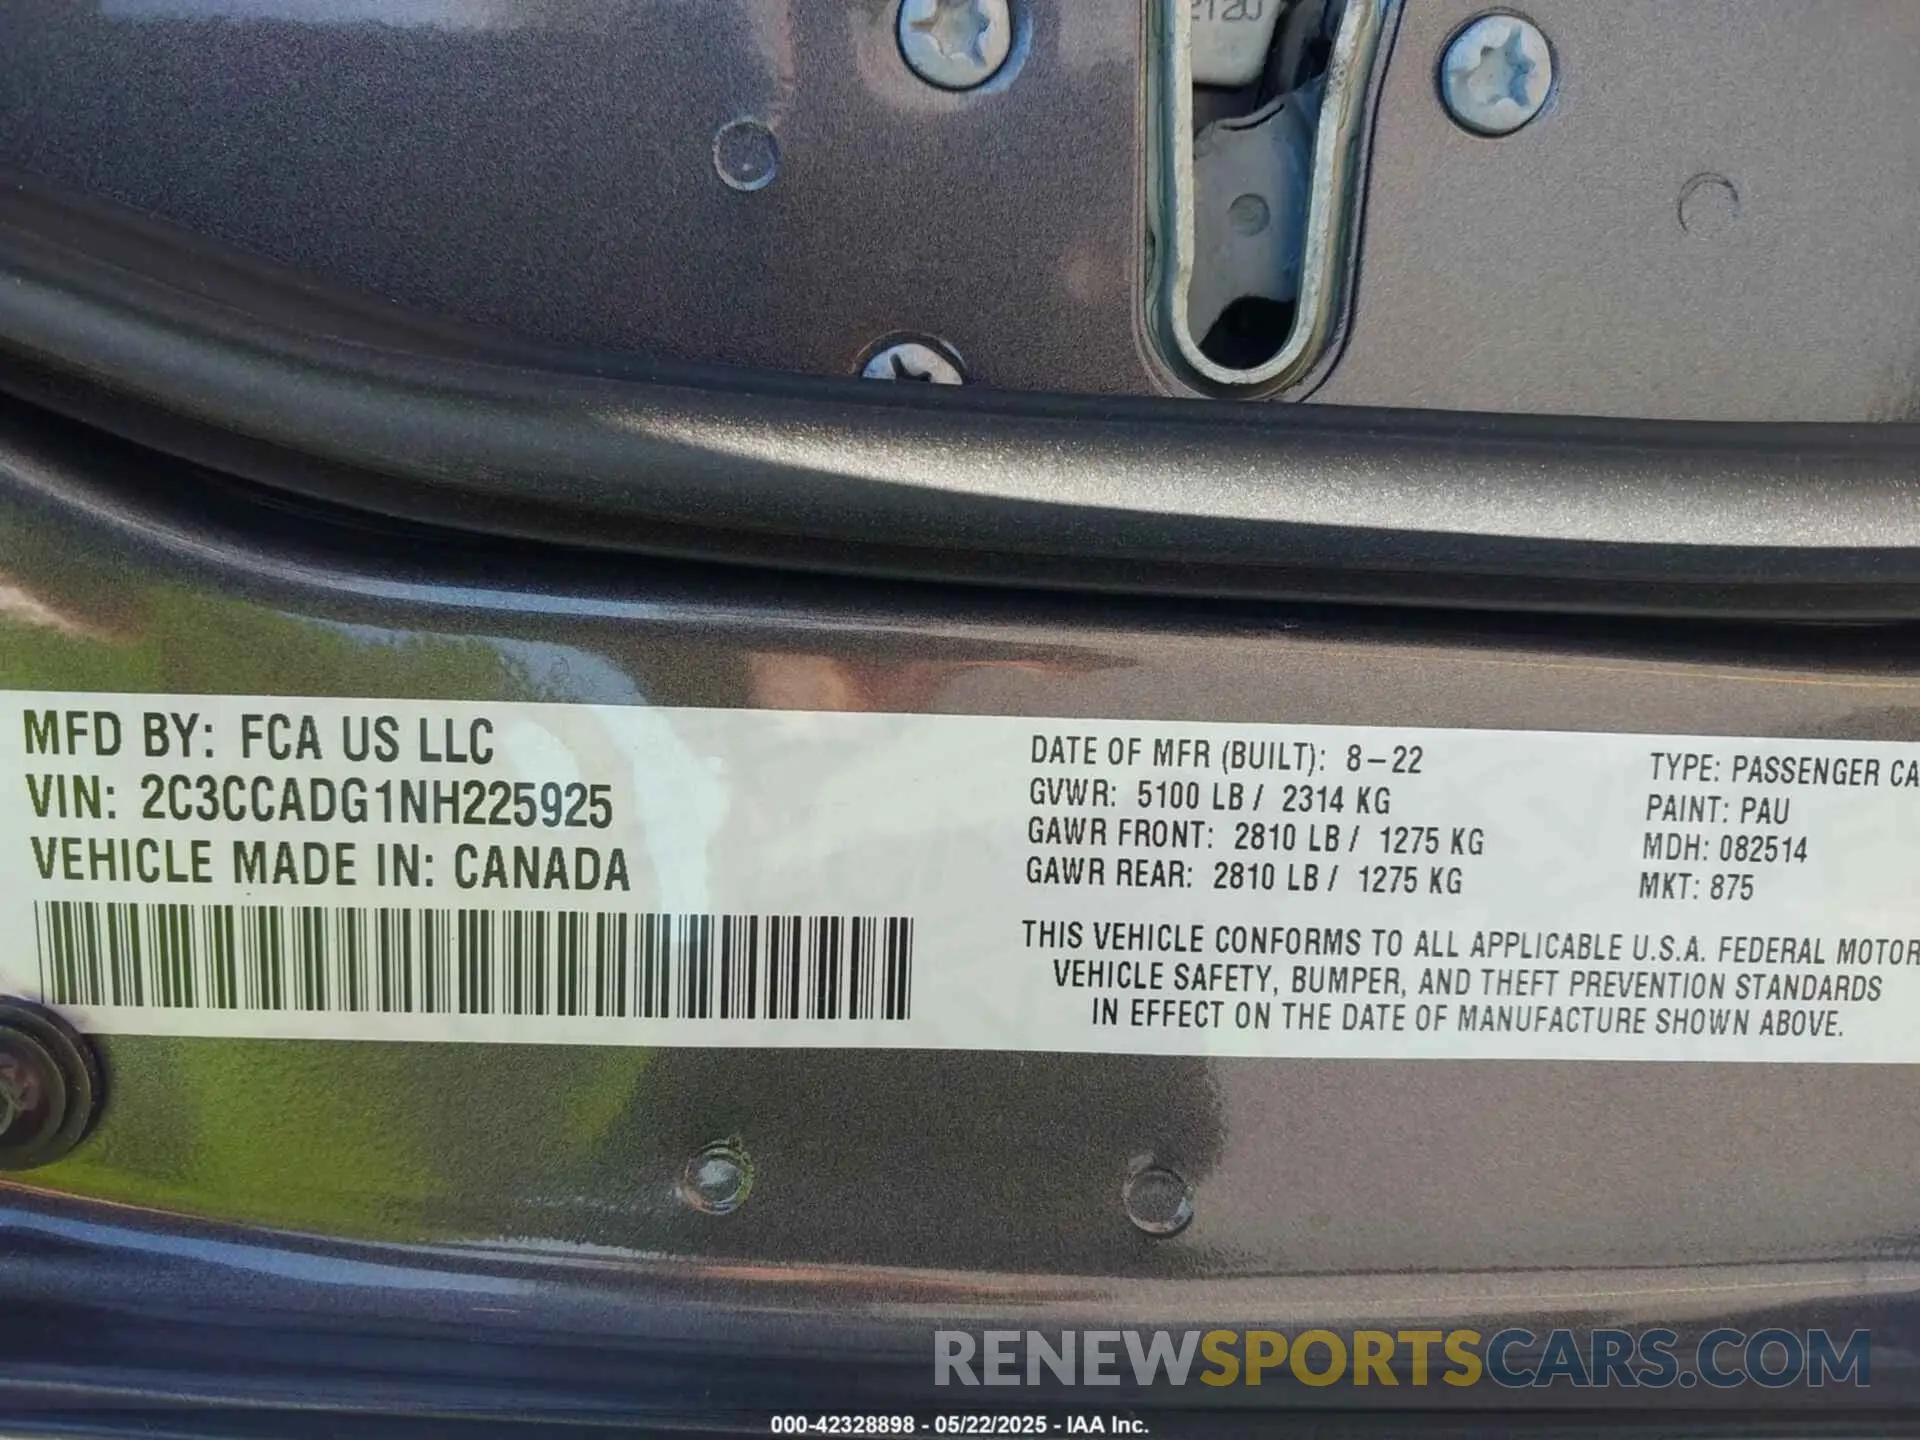 MFD BY: FCA US LLC
VIN: 2C3CCADG1NH225925
VEHICLE MADE IN: CANADA
DATE OF MFR (BUILT): 8-22
GVWR: 5100 LB / 2314 KG
GAWR FRONT: 2810 LB / 1275 KG
GAWR REAR: 2810 LB / 1275 KG
TYPE: PASSENGER CA
PAINT: PAU
MDH: 082514
MKT: 875
THIS VEHICLE CONFORMS TO ALL APPLICABLE U.S.A. FEDERAL MOTOR
VEHICLE SAFETY, BUMPER, AND THEFT PREVENTION STANDARDS
IN EFFECT ON THE DATE OF MANUFACTURE SHOWN ABOVE.
RENEWSPORTSCARS.COM
000-42328898 - 05/22/2025 - IAA Inc.